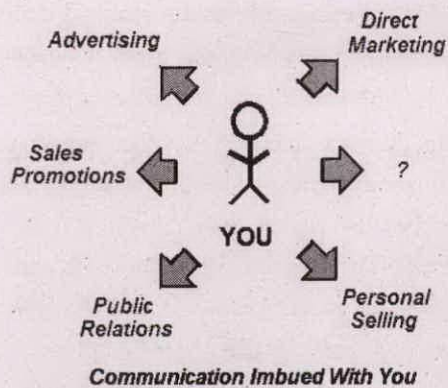 Advertising
Direct
Marketing
Sales
Promotions
?
YOU
Public
Relations
Personal
Selling
Communication Imbued With You